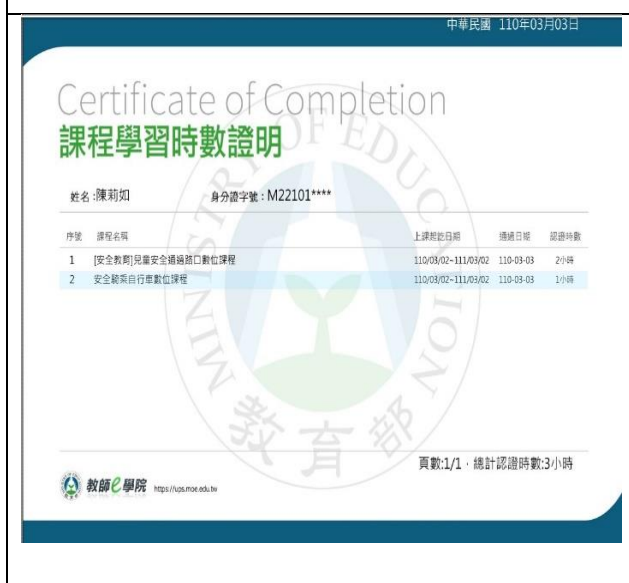 中華民國 110年03月03日
Certificate of Completion
課程學習時數證明
姓名:陳莉如 身分證字號:M22101****
序號 課程名稱 上課起訖日期 通過日期 認證時數
1 [安全教育]兒童安全通過路口數位課程 110/03/02~111/03/02 110-03-03 2小時
2 安全騎乘自行車數位課程 110/03/02~111/03/02 110-03-03 1小時
MINISTRY OF EDUCATION
教育部
頁數:1/1，總計認證時數:3小時
教師e學院 https://ups.moe.edu.tw